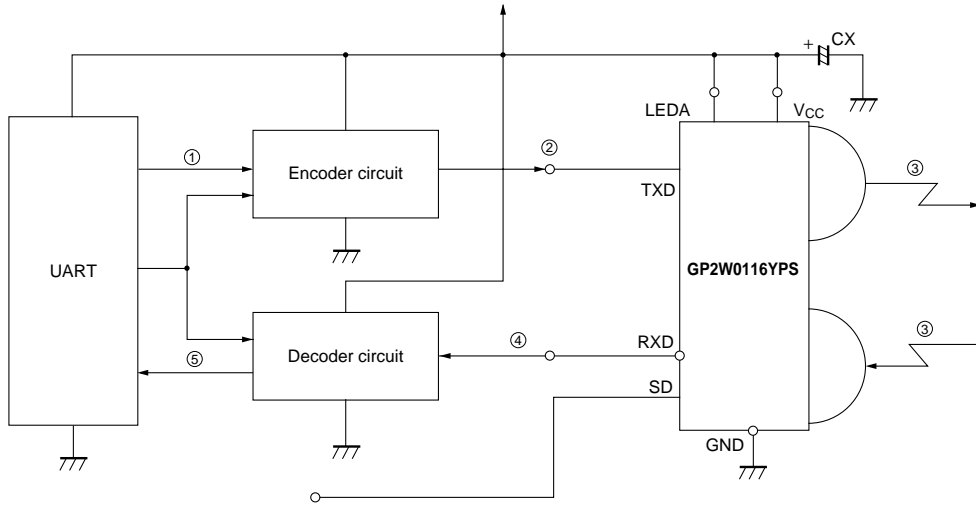 + CX
LEDA
VCC
① Encoder circuit ② ③
TXD
UART
GP2W0116YPS
③
Decoder circuit ④ RXD
⑤
SD
GND